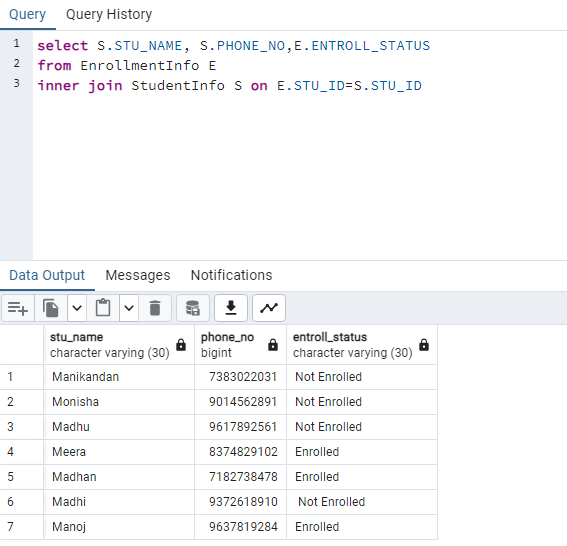 Query Query History
1 select S.STU_NAME, S.PHONE_NO,E.ENTROLL_STATUS
2 from EnrollmentInfo E
3 inner join StudentInfo S on E.STU_ID=S.STU_ID
Data Output Messages Notifications
stu_name phone_no entroll_status
character varying (30) bigint character varying (30)
1 Manikandan 7383022031 Not Enrolled
2 Monisha 9014562891 Not Enrolled
3 Madhu 9617892561 Not Enrolled
4 Meera 8374829102 Enrolled
5 Madhan 7182738478 Enrolled
6 Madhi 9372618910 Not Enrolled
7 Manoj 9637819284 Enrolled